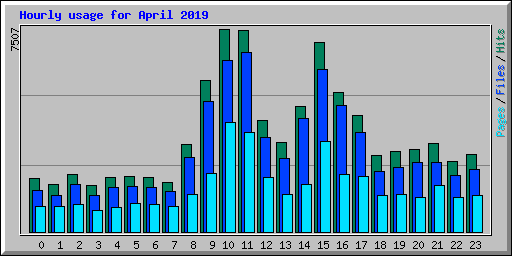 Hourly usage for April 2019
7507
Pages/Files/Hits
0 1 2 3 4 5 6 7 8 9 10 11 12 13 14 15 16 17 18 19 20 21 22 23